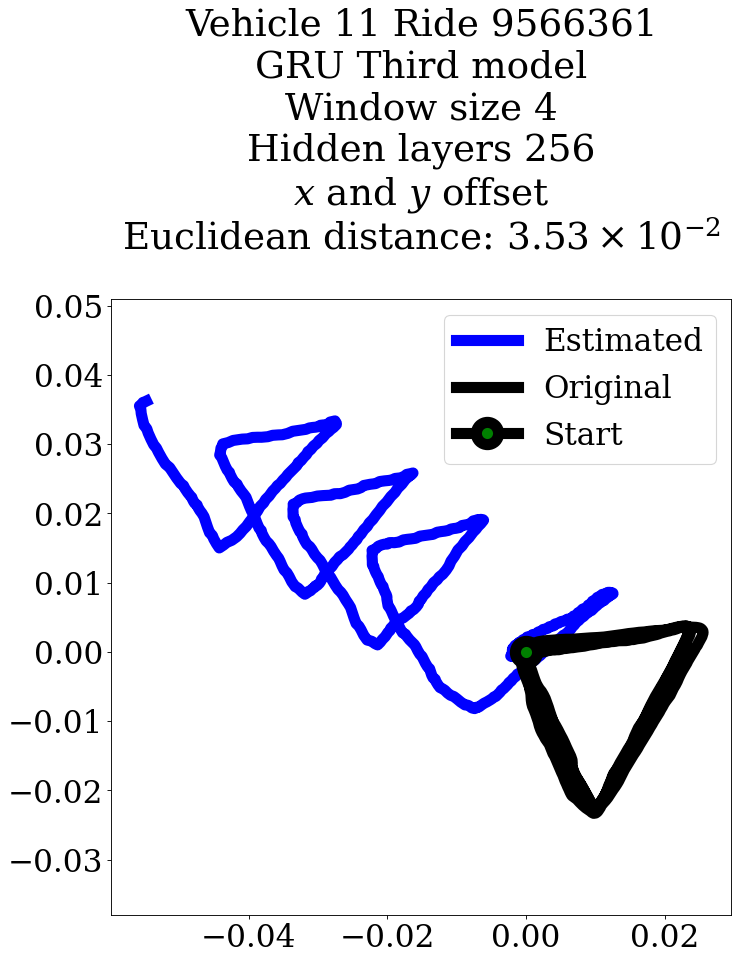 Vehicle 11 Ride 9566361
GRU Third model
Window size 4
Hidden layers 256
x and y offset
Euclidean distance: 3.53 × 10⁻²
Estimated
Original
Start
0.05
0.04
0.03
0.02
0.01
0.00
−0.01
−0.02
−0.03
−0.04 −0.02 0.00 0.02